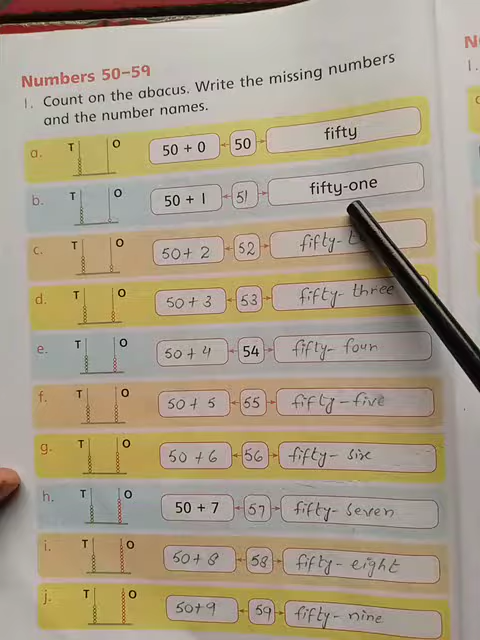 Numbers 50–59
1. Count on the abacus. Write the missing numbers
and the number names.
a. T O 50 + 0 50 fifty
b. T O 50 + 1 51 fifty-one
c. T O 50+ 2 52 fifty-
d. T O 50+3 53 fifty- three
e. T O 50+4 54 fifty- four
f. T O 50+ 5 55 fifty-five
g. T O 50+6 56 fifty- six
h. T O 50 + 7 57 fifty- seven
i. T O 50+8 58 fifty- eight
j. T O 50+9 59 fifty- nine
N
1.